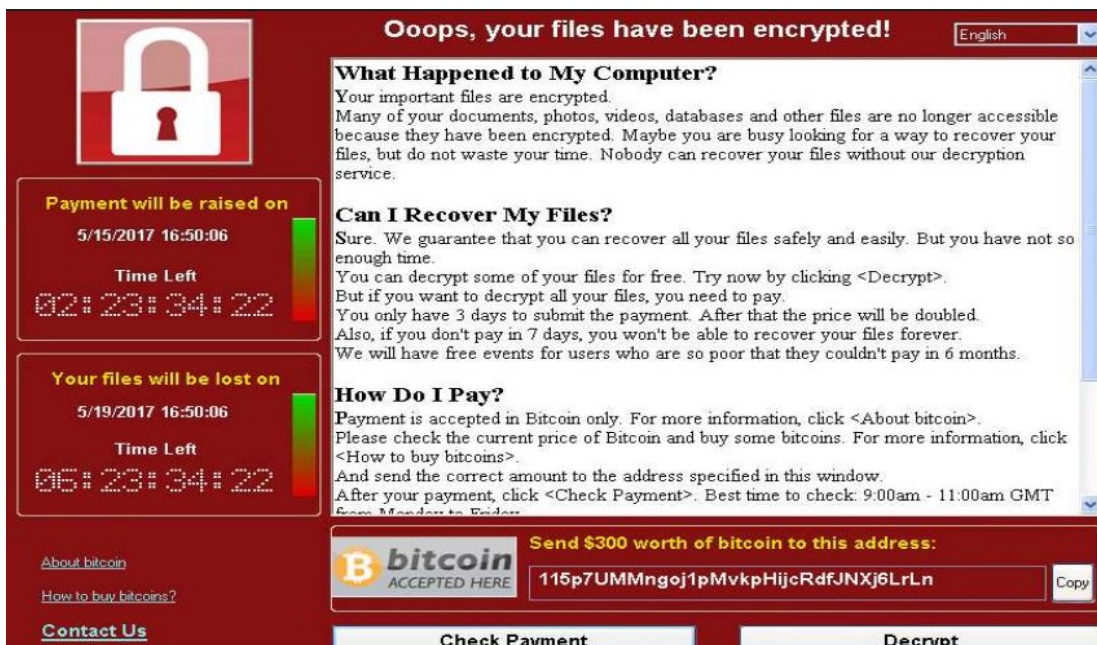 Ooops, your files have been encrypted!
English
What Happened to My Computer?
Your important files are encrypted.
Many of your documents, photos, videos, databases and other files are no longer accessible
because they have been encrypted. Maybe you are busy looking for a way to recover your
files, but do not waste your time. Nobody can recover your files without our decryption
service.
Can I Recover My Files?
Sure. We guarantee that you can recover all your files safely and easily. But you have not so
enough time.
You can decrypt some of your files for free. Try now by clicking <Decrypt>.
But if you want to decrypt all your files, you need to pay.
You only have 3 days to submit the payment. After that the price will be doubled.
Also, if you don't pay in 7 days, you won't be able to recover your files forever.
We will have free events for users who are so poor that they couldn't pay in 6 months.
How Do I Pay?
Payment is accepted in Bitcoin only. For more information, click <About bitcoin>.
Please check the current price of Bitcoin and buy some bitcoins. For more information, click
<How to buy bitcoins>.
And send the correct amount to the address specified in this window.
After your payment, click <Check Payment>. Best time to check: 9:00am - 11:00am GMT
from Monday to Friday
Payment will be raised on
5/15/2017 16:50:06
Time Left
02:23:34:22
Your files will be lost on
5/19/2017 16:50:06
Time Left
06:23:34:22
About bitcoin
How to buy bitcoins?
Contact Us
bitcoin
ACCEPTED HERE
Send $300 worth of bitcoin to this address:
115p7UMMngoj1pMvkpHijcRdfJNXj6LrLn
Copy
Check Payment
Decrypt